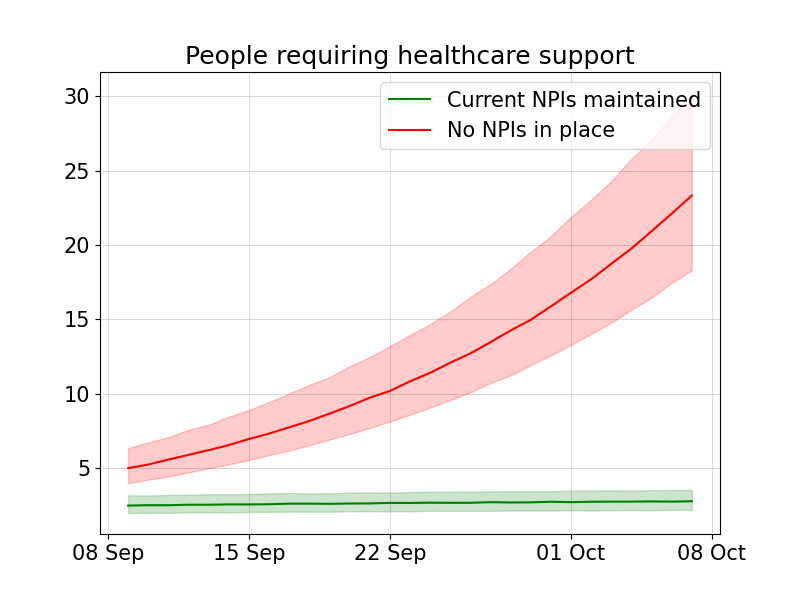 People requiring healthcare support
Current NPIs maintained
No NPIs in place
30
25
20
15
10
5
08 Sep
15 Sep
22 Sep
01 Oct
08 Oct